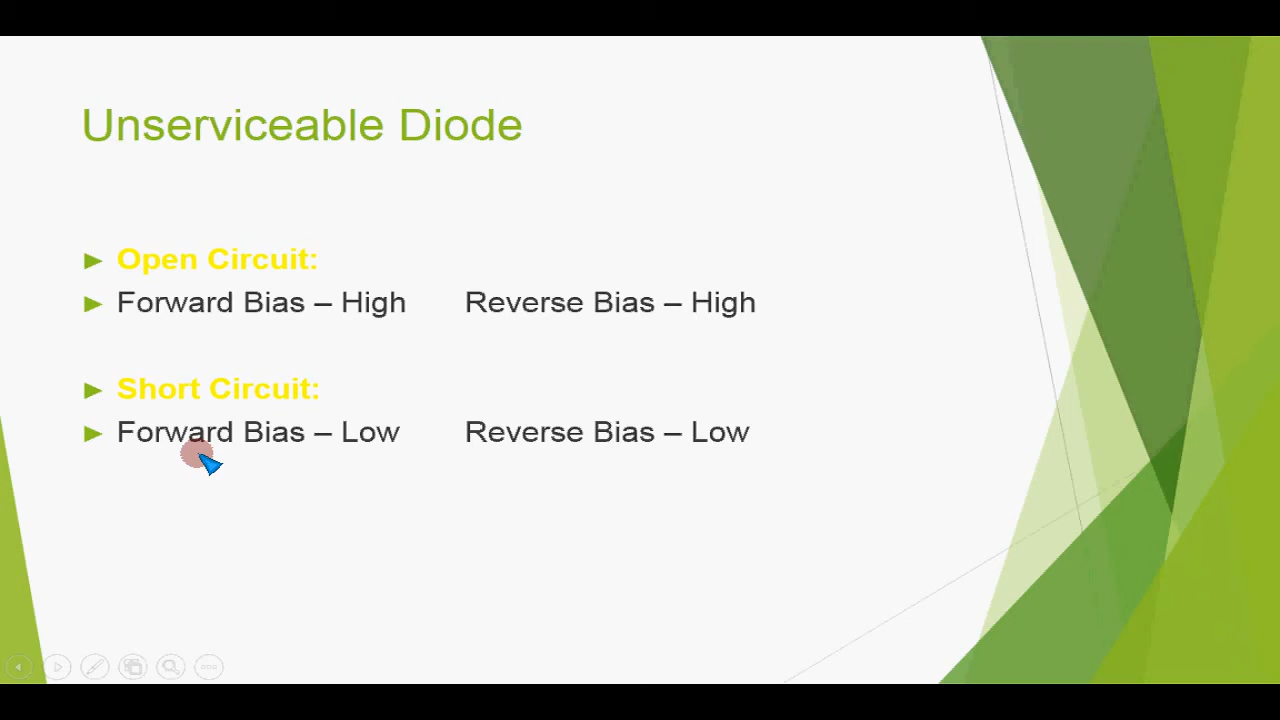 Unserviceable Diode
Open Circuit:
Forward Bias – High Reverse Bias – High
Short Circuit:
Forward Bias – Low Reverse Bias – Low